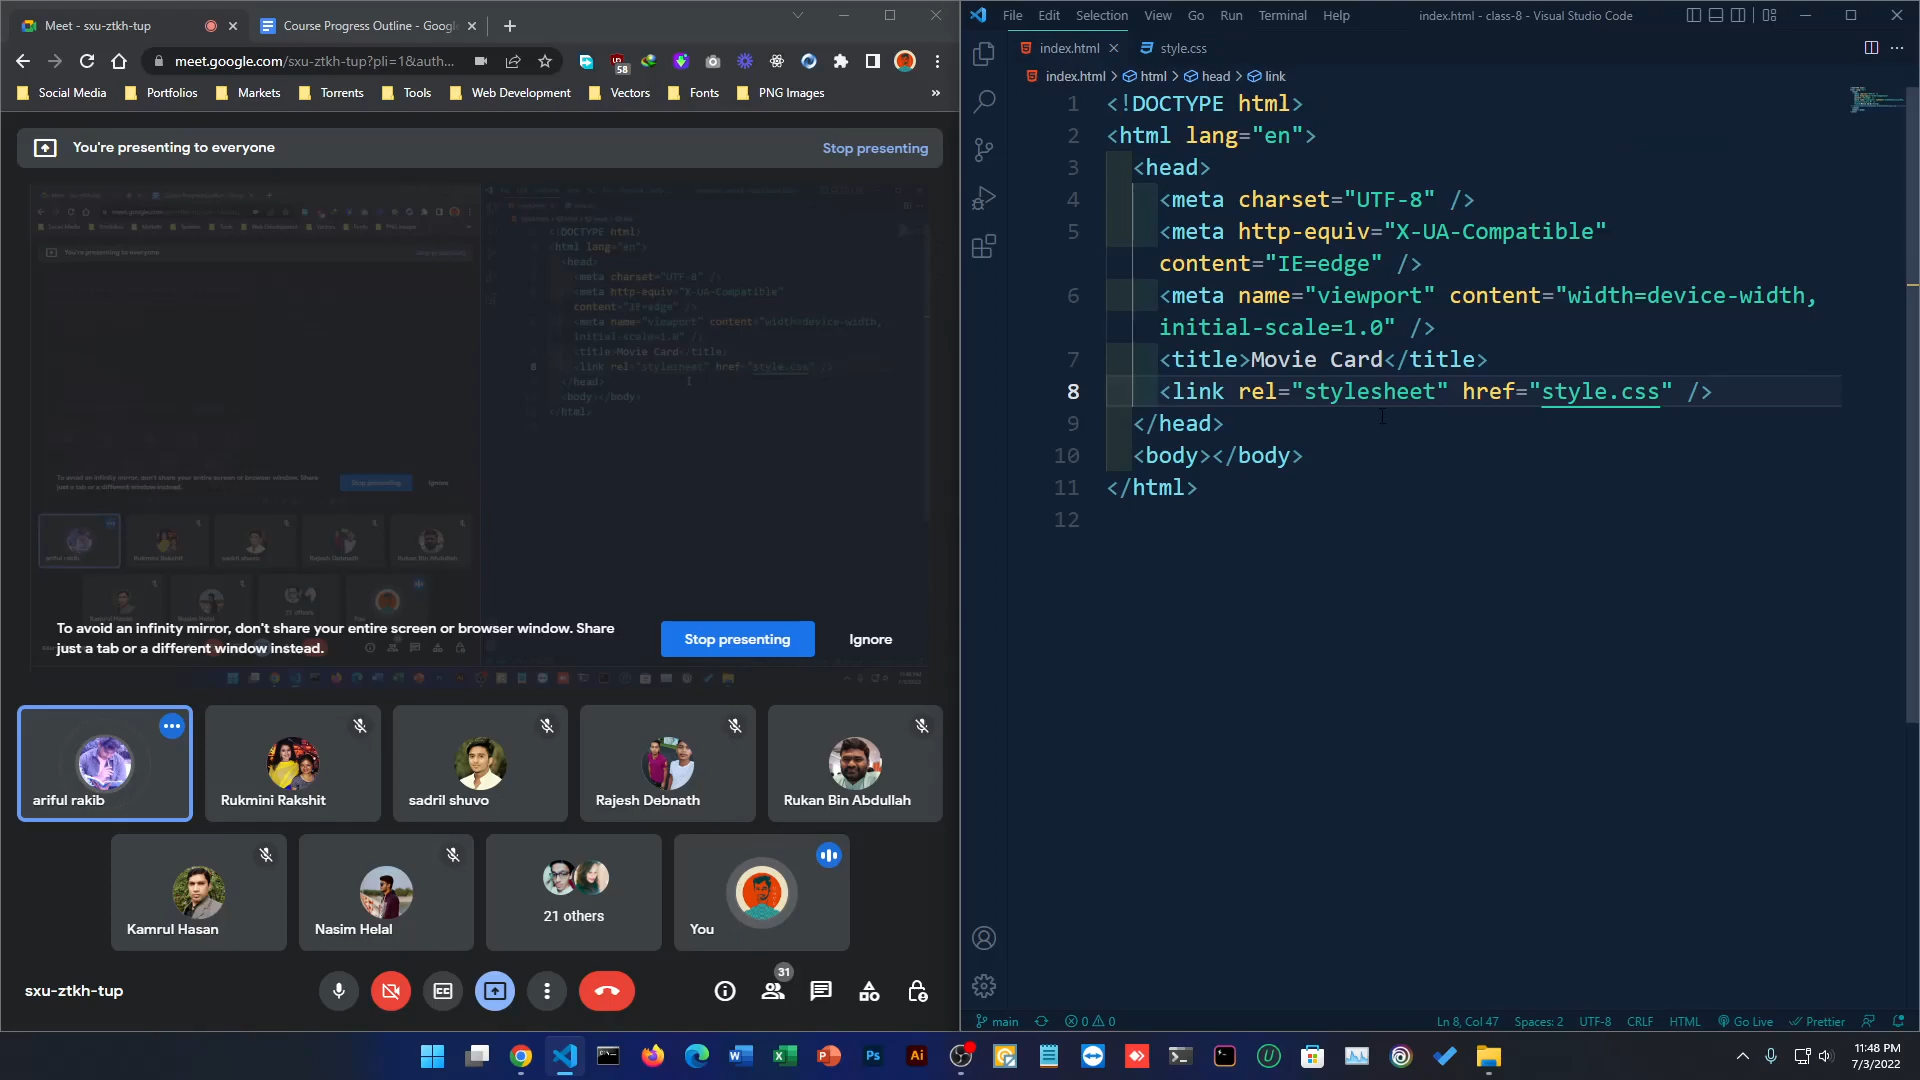 Meet - sxu-ztkh-tup
Course Progress Outline - Google
meet.google.com/sxu-ztkh-tup?pli=1&auth...
58
Social Media
Portfolios
Markets
Torrents
Tools
Web Development
Vectors
Fonts
PNG Images
»
You're presenting to everyone
Stop presenting
To avoid an infinity mirror, don't share your entire screen or browser window. Share
just a tab or a different window instead.
Stop presenting
Ignore
ariful rakib
Rukmini Rakshit
sadril shuvo
Rajesh Debnath
Rukan Bin Abdullah
Kamrul Hasan
Nasim Helal
21 others
You
sxu-ztkh-tup
31
File Edit Selection View Go Run Terminal Help
index.html - class-8 - Visual Studio Code
index.html
style.css
index.html > html > head > link
1 <!DOCTYPE html>
2 <html lang="en">
3 <head>
4 <meta charset="UTF-8" />
5 <meta http-equiv="X-UA-Compatible"
content="IE=edge" />
6 <meta name="viewport" content="width=device-width,
initial-scale=1.0" />
7 <title>Movie Card</title>
8 <link rel="stylesheet" href="style.css" />
9 </head>
10 <body></body>
11 </html>
12
main
0 0
Ln 8, Col 47
Spaces: 2
UTF-8
CRLF
HTML
Go Live
Prettier
Ps
Ai
11:48 PM
7/3/2022